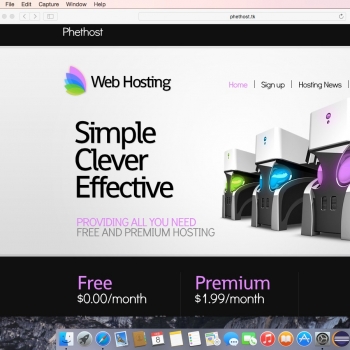 File Edit Capture Window Help
phethost.tk
Phethost
Web Hosting
Home Sign up Hosting News
Simple
Clever
Effective
PROVIDING ALL YOU NEED
FREE AND PREMIUM HOSTING
Free
$0.00/month
Premium
$1.99/month
8